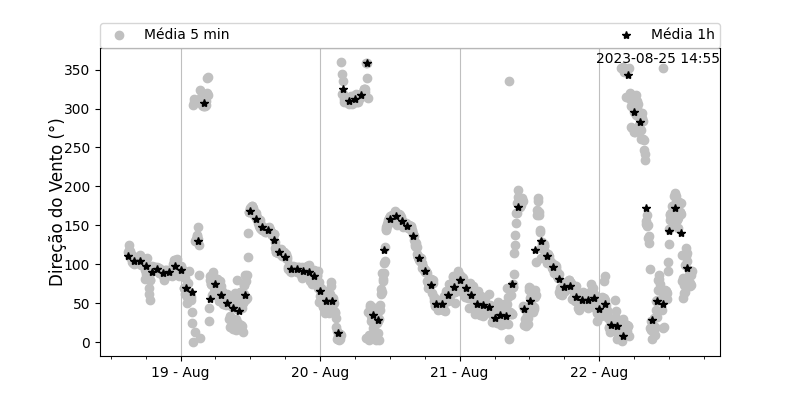 Média 5 min
Média 1h
2023-08-25 14:55
Direção do Vento (°)
350
300
250
200
150
100
50
0
19 - Aug
20 - Aug
21 - Aug
22 - Aug